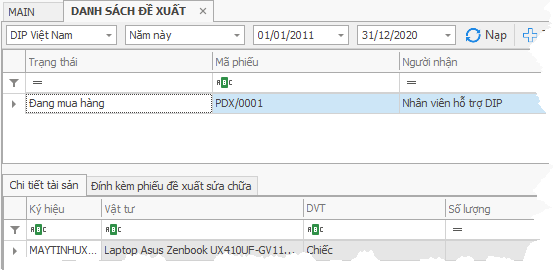 MAIN DANH SÁCH ĐỀ XUẤT ×
DIP Việt Nam Năm này 01/01/2011 31/12/2020 Nạp
Trạng thái Mã phiếu Người nhận
= ABC =
Đang mua hàng PDX/0001 Nhân viên hỗ trợ DIP
Chi tiết tài sản Đính kèm phiếu đề xuất sửa chữa
Ký hiệu Vật tư DVT Số lượng
ABC ABC ABC =
MAYTINHUX... Laptop Asus Zenbook UX410UF-GV11... Chiếc